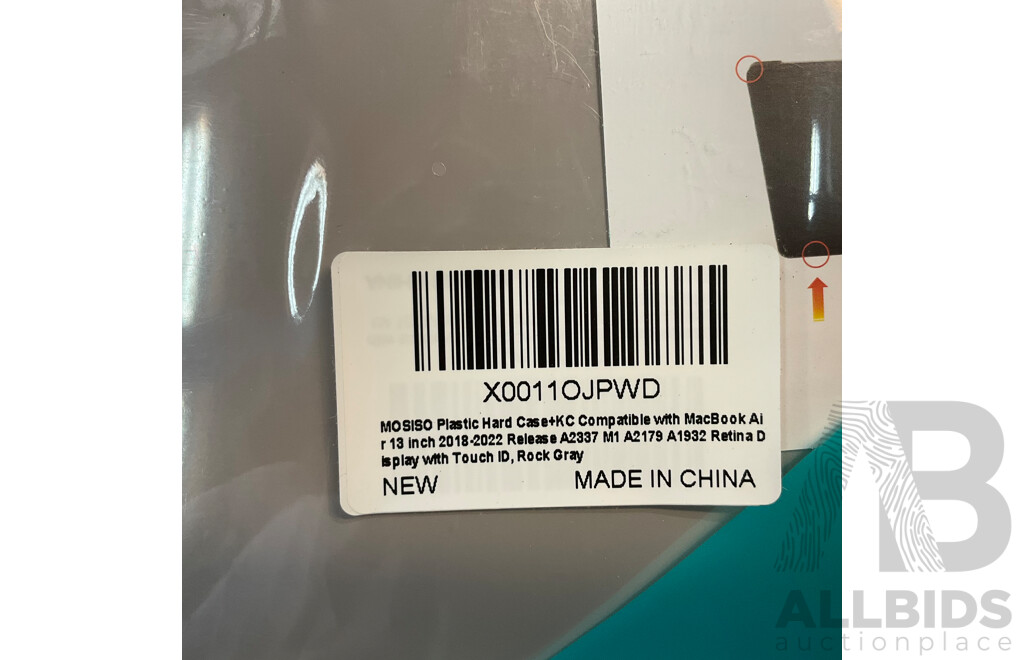 X0011OJPWD
MOSISO Plastic Hard Case+KC Compatible with MacBook Ai
r 13 inch 2018-2022 Release A2337 M1 A2179 A1932 Retina D
isplay with Touch ID, Rock Gray
NEW MADE IN CHINA
AB
ALLBIDS
auctionplace